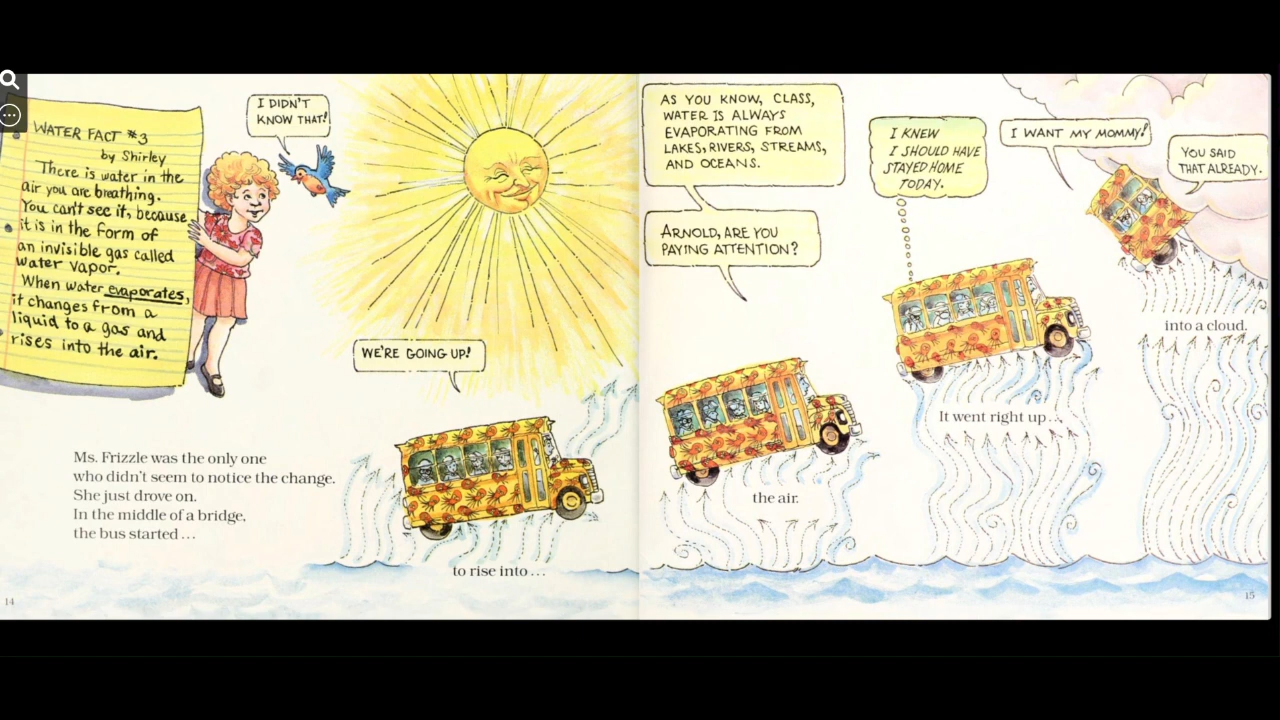 WATER FACT #3
by Shirley
There is water in the
air you are breathing.
You can't see it, because
it is in the form of
an invisible gas called
water vapor.
When water evaporates,
it changes from a
liquid to a gas and
rises into the air.
I DIDN'T
KNOW THAT!
WE'RE GOING UP!
Ms. Frizzle was the only one
who didn't seem to notice the change.
She just drove on.
In the middle of a bridge,
the bus started ...
to rise into ...
14
AS YOU KNOW, CLASS,
WATER IS ALWAYS
EVAPORATING FROM
LAKES, RIVERS, STREAMS,
AND OCEANS.
ARNOLD, ARE YOU
PAYING ATTENTION?
the air.
I KNEW
I SHOULD HAVE
STAYED HOME
TODAY.
It went right up ...
I WANT MY MOMMY!
YOU SAID
THAT ALREADY.
into a cloud.
15